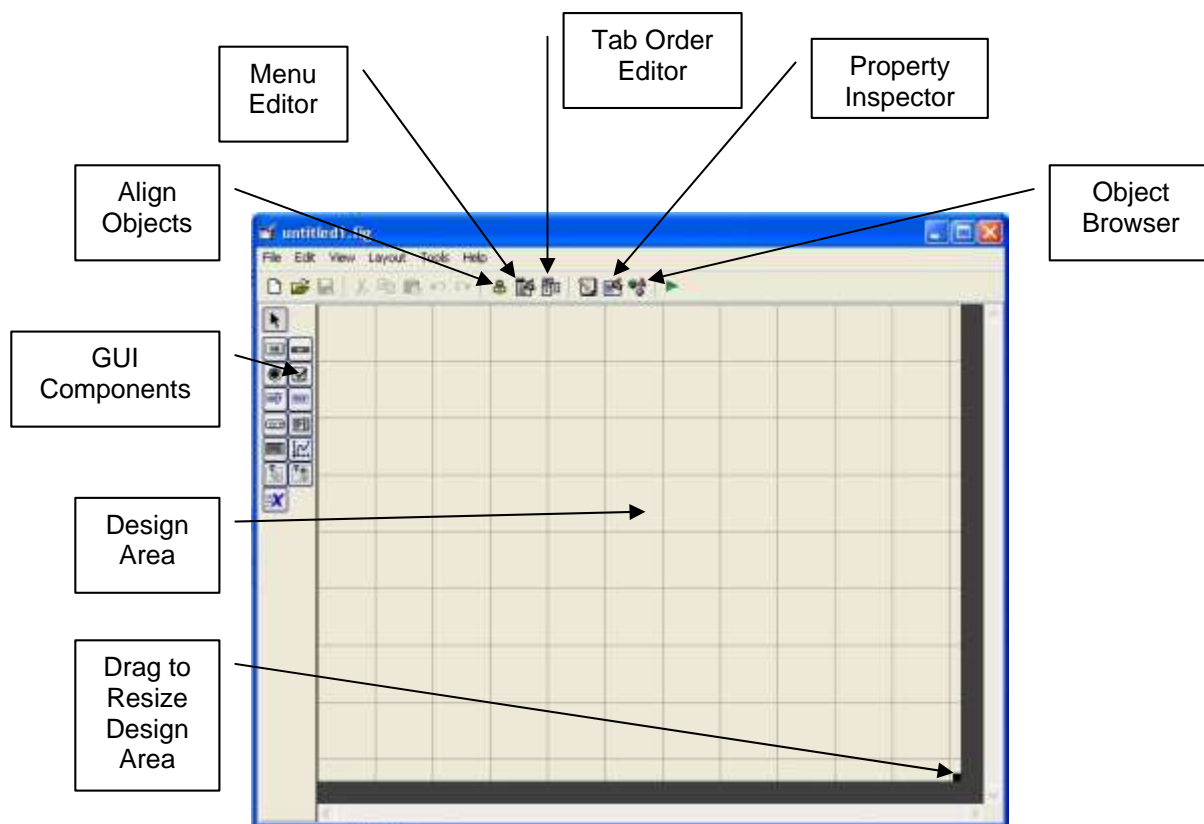 Tab Order
Editor
Menu
Editor
Property
Inspector
Align
Objects
Object
Browser
untitled1.fig
File Edit View Layout Tools Help
GUI
Components
Design
Area
Drag to
Resize
Design
Area